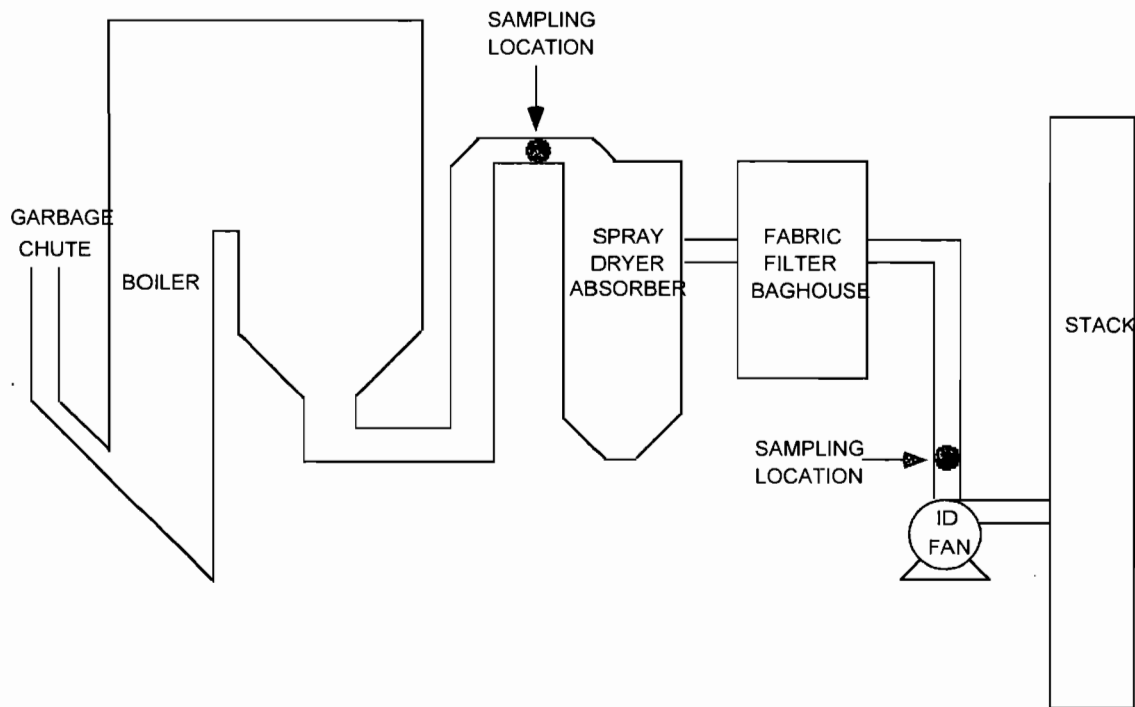 SAMPLING
LOCATION
GARBAGE
CHUTE
BOILER
SPRAY
DRYER
ABSORBER
FABRIC
FILTER
BAGHOUSE
STACK
SAMPLING
LOCATION
ID
FAN